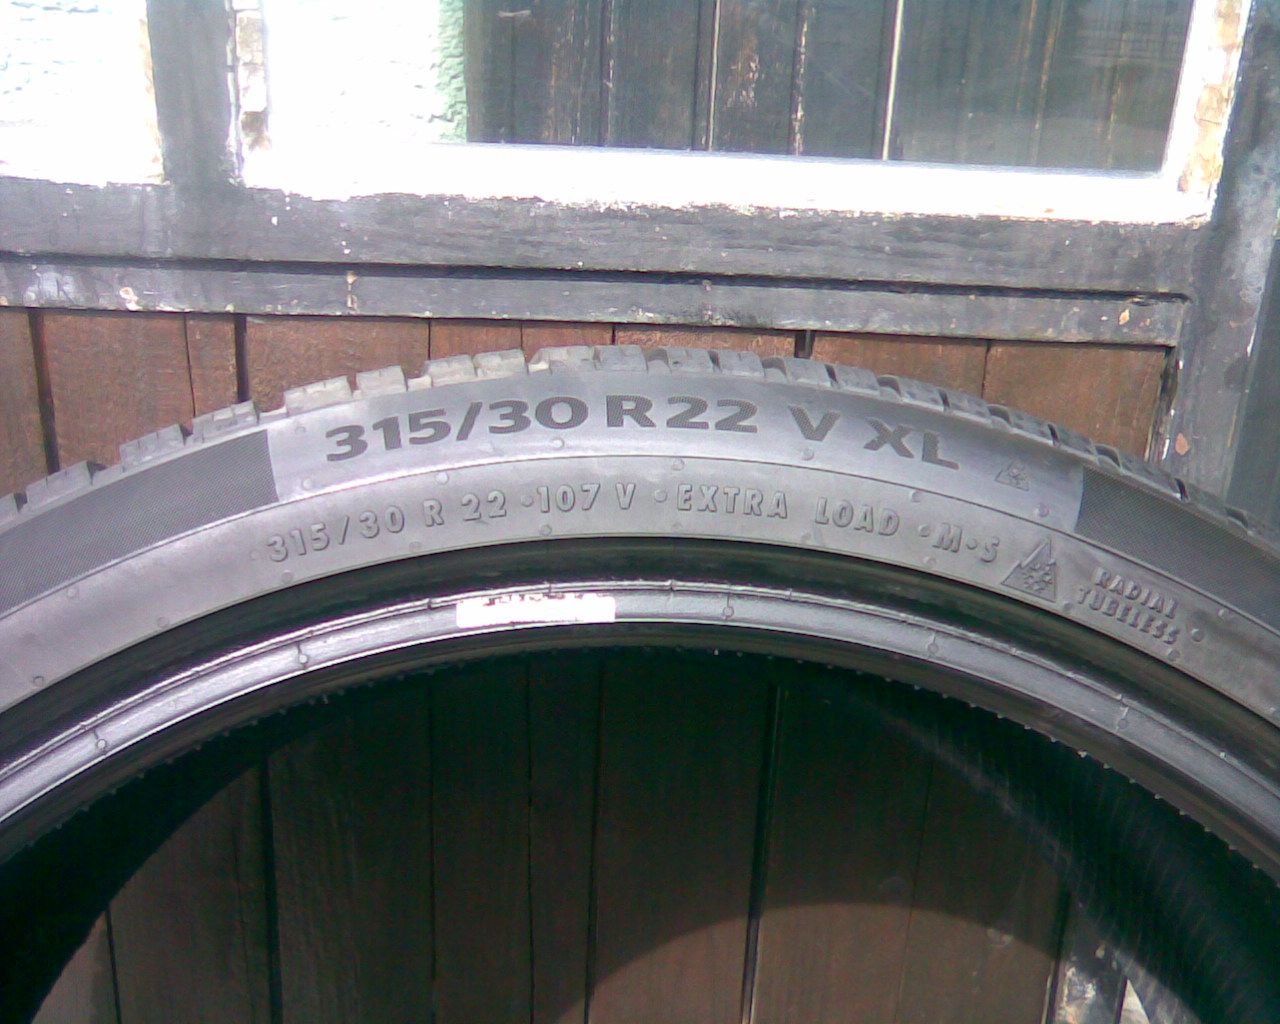 315/30 R22 V XL
315/30 R 22 · 107 V · EXTRA LOAD · M·S
RADIAL
TUBELESS